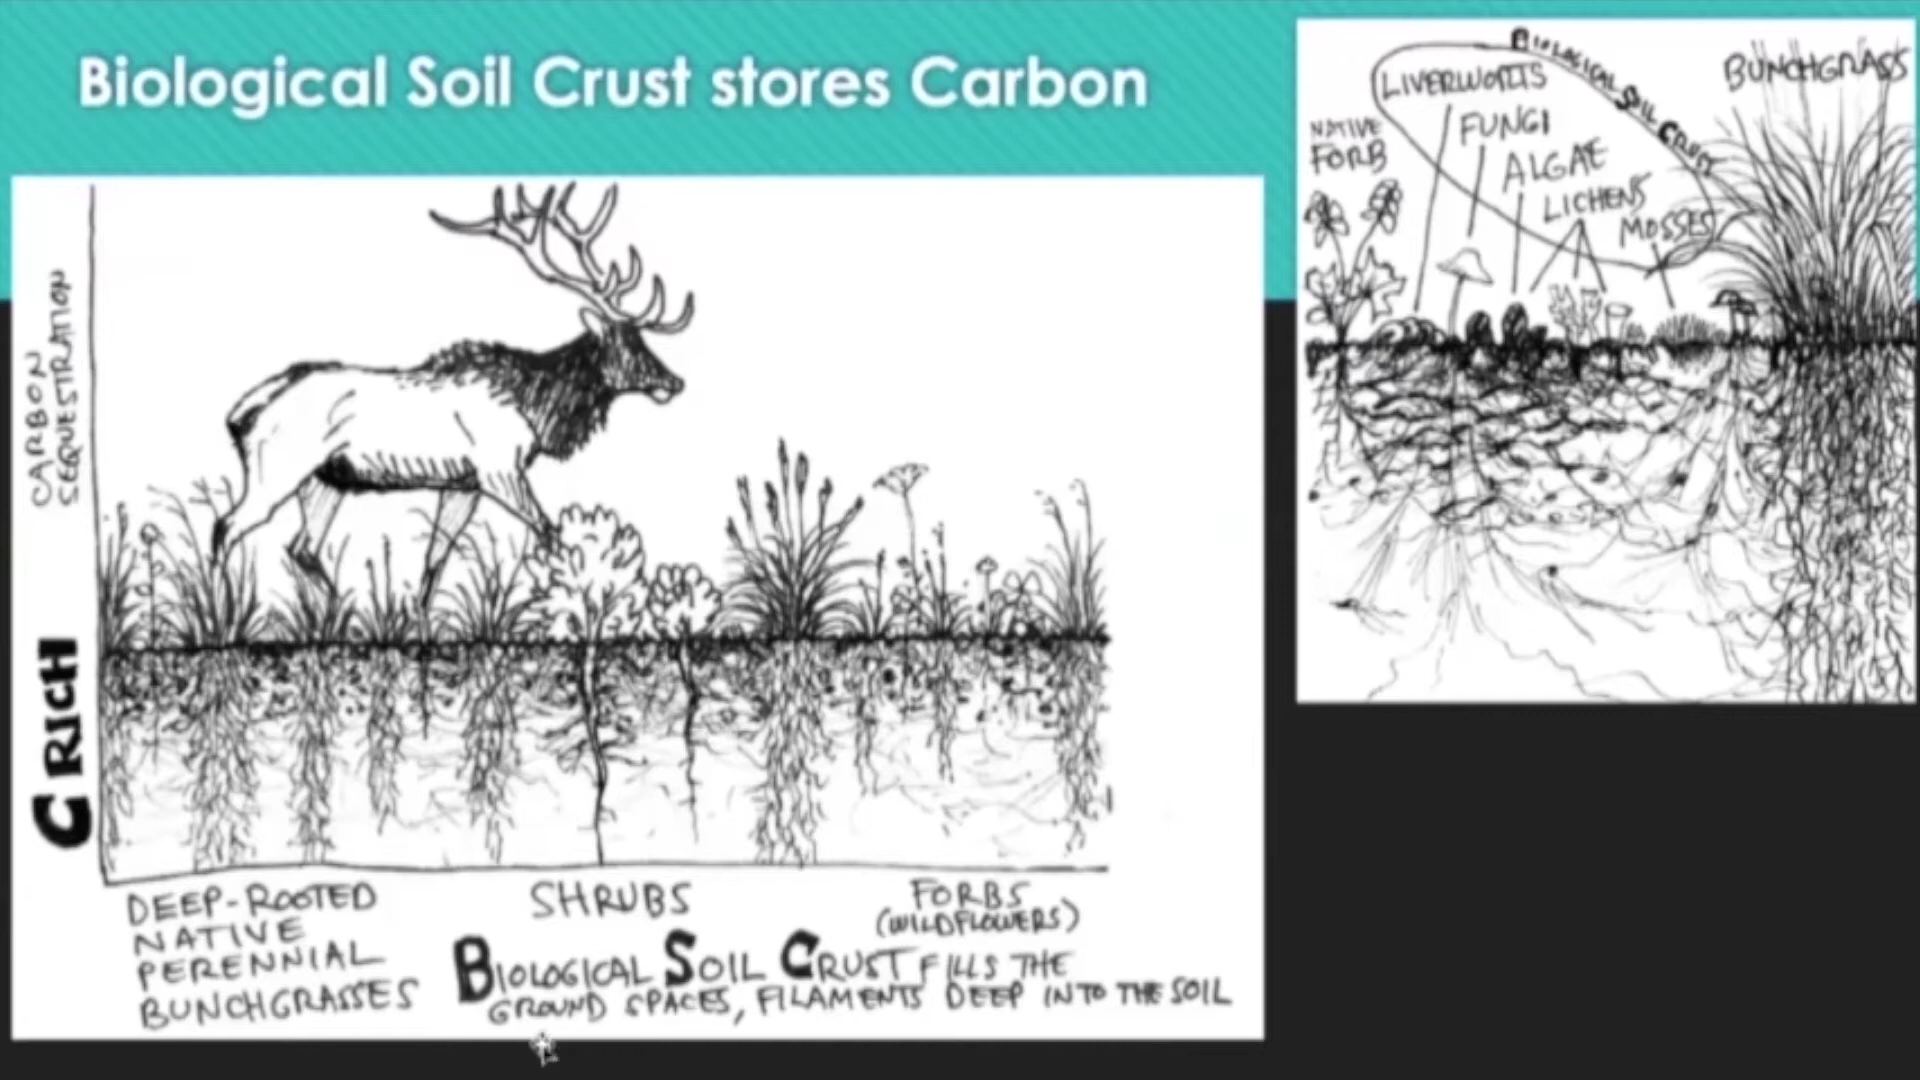 Biological Soil Crust stores Carbon
CARBON
SEQUESTRATION
C RICH
DEEP-ROOTED
NATIVE
PERENNIAL
BUNCHGRASSES
SHRUBS
FORBS
(WILDFLOWERS)
BIOLOGICAL SOIL CRUST FILLS THE
GROUND SPACES, FILAMENTS DEEP INTO THE SOIL
BIOLOGICAL SOIL CRUST
BUNCHGRASS
LIVERWORTS
NATIVE
FORB
FUNGI
ALGAE
LICHENS
MOSSES